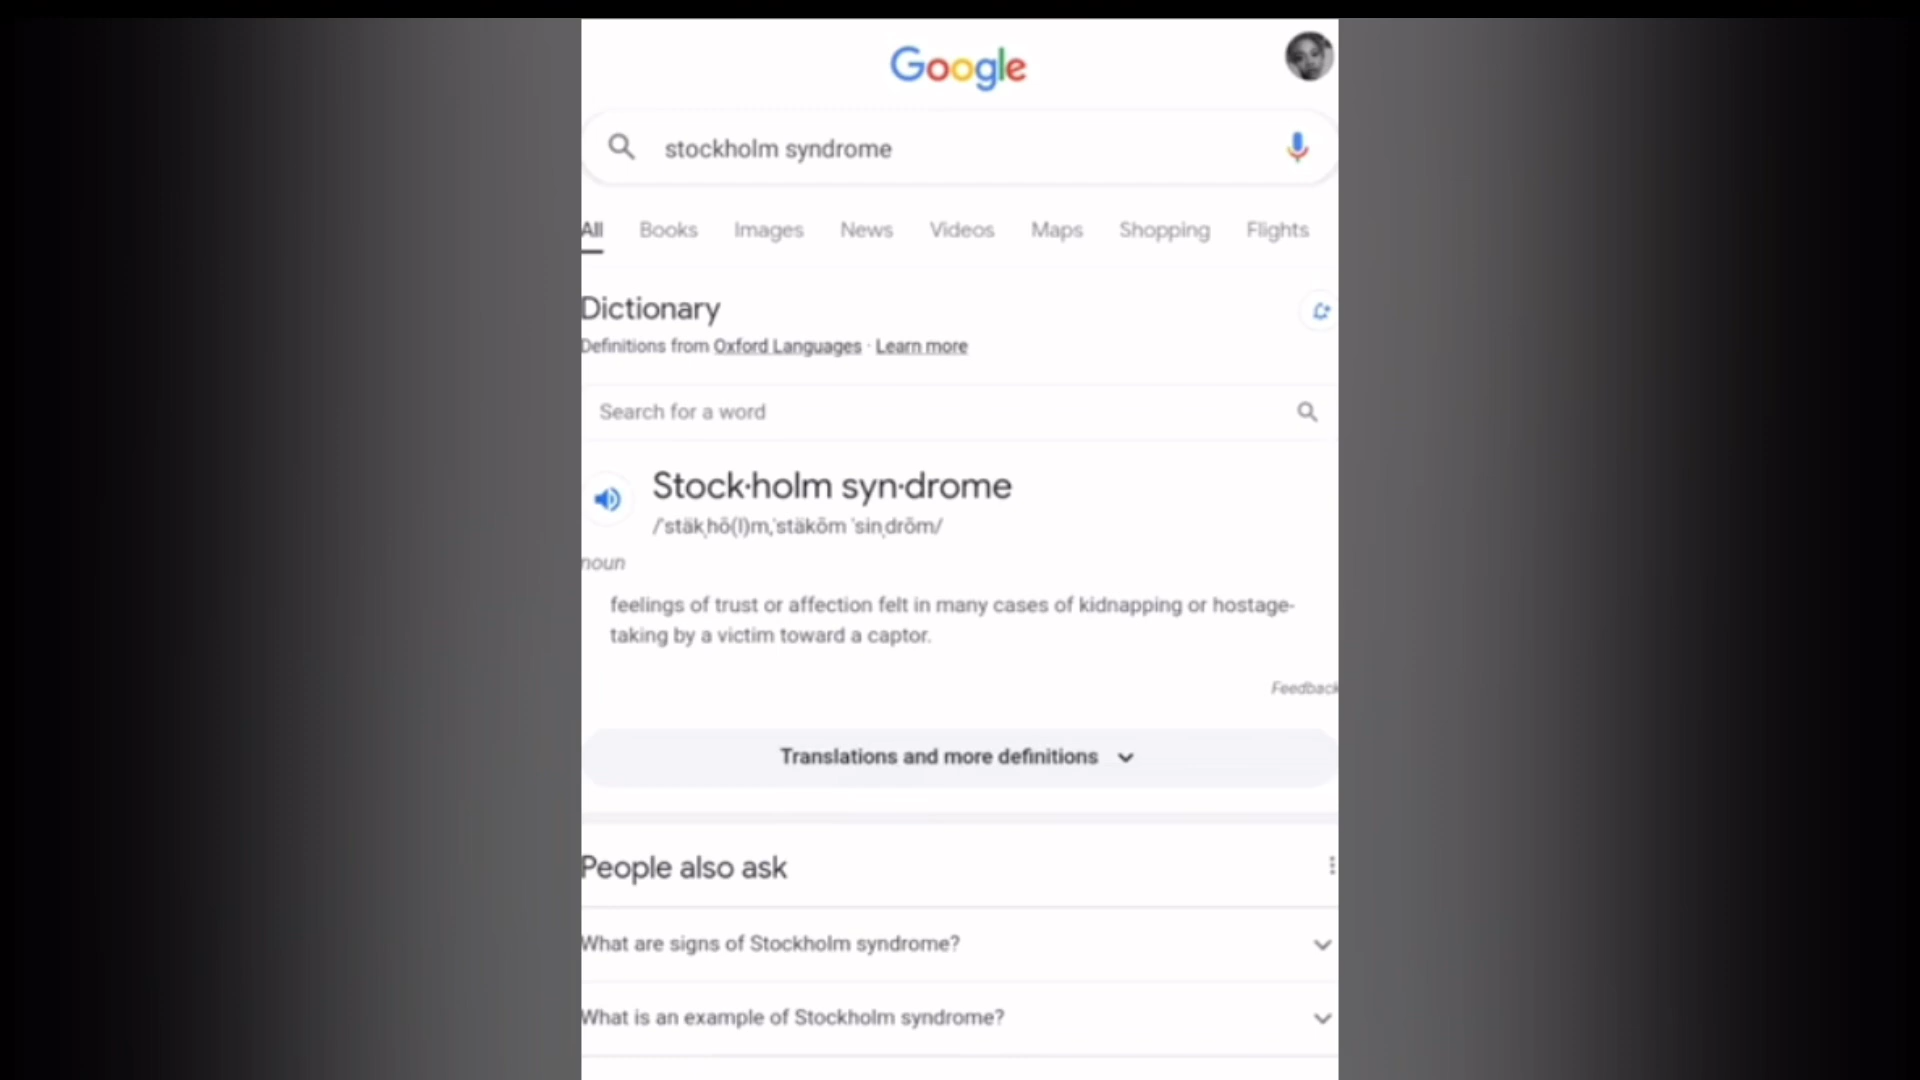 Google
stockholm syndrome
All Books Images News Videos Maps Shopping Flights
Dictionary
Definitions from Oxford Languages · Learn more
Search for a word
Stock·holm syn·drome
/ˈstäkˌhō(l)m,ˈstäkōm ˈsinˌdrōm/
noun
feelings of trust or affection felt in many cases of kidnapping or hostage-
taking by a victim toward a captor.
Feedback
Translations and more definitions
People also ask
What are signs of Stockholm syndrome?
What is an example of Stockholm syndrome?